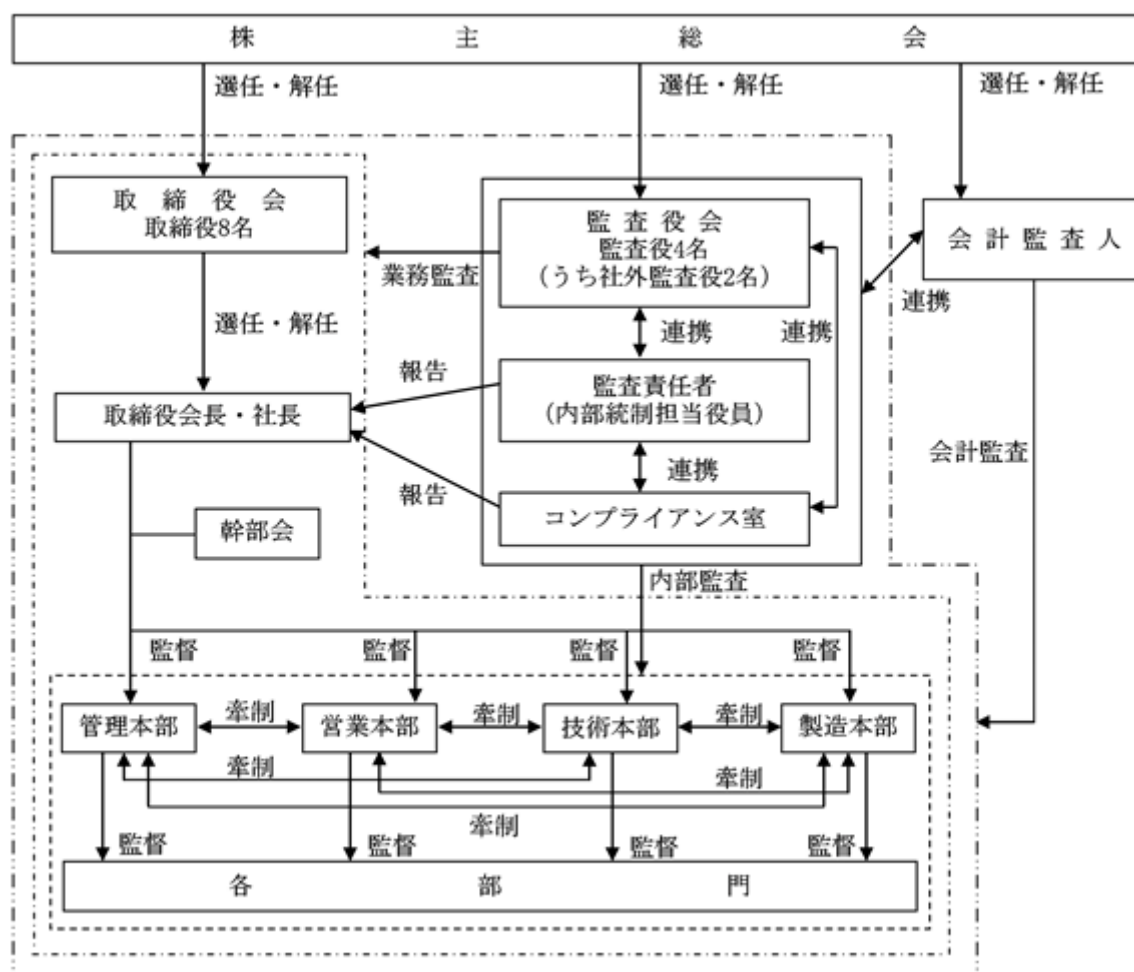 株主総会
選任・解任
選任・解任
選任・解任
取締役会
取締役8名
監査役会
監査役4名
(うち社外監査役2名)
会計監査人
業務監査
連携
連携
連携
選任・解任
報告
監査責任者
(内部統制担当役員)
取締役会長・社長
会計監査
連携
報告
コンプライアンス室
幹部会
内部監査
監督
監督
監督
監督
管理本部
牽制
営業本部
牽制
技術本部
牽制
製造本部
牽制
牽制
牽制
監督
監督
監督
監督
各部門